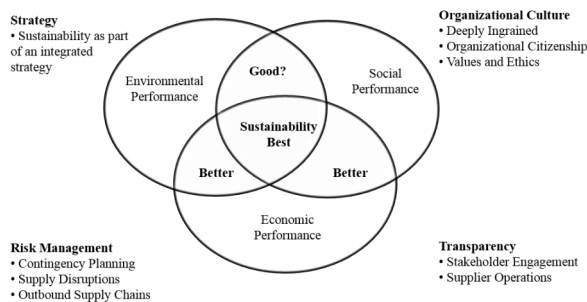 Strategy
• Sustainability as part
of an integrated
strategy
Organizational Culture
• Deeply Ingrained
• Organizational Citizenship
• Values and Ethics
Good?
Environmental
Performance
Social
Performance
Sustainability
Best
Better
Better
Economic
Performance
Risk Management
• Contingency Planning
• Supply Disruptions
• Outbound Supply Chains
Transparency
• Stakeholder Engagement
• Supplier Operations